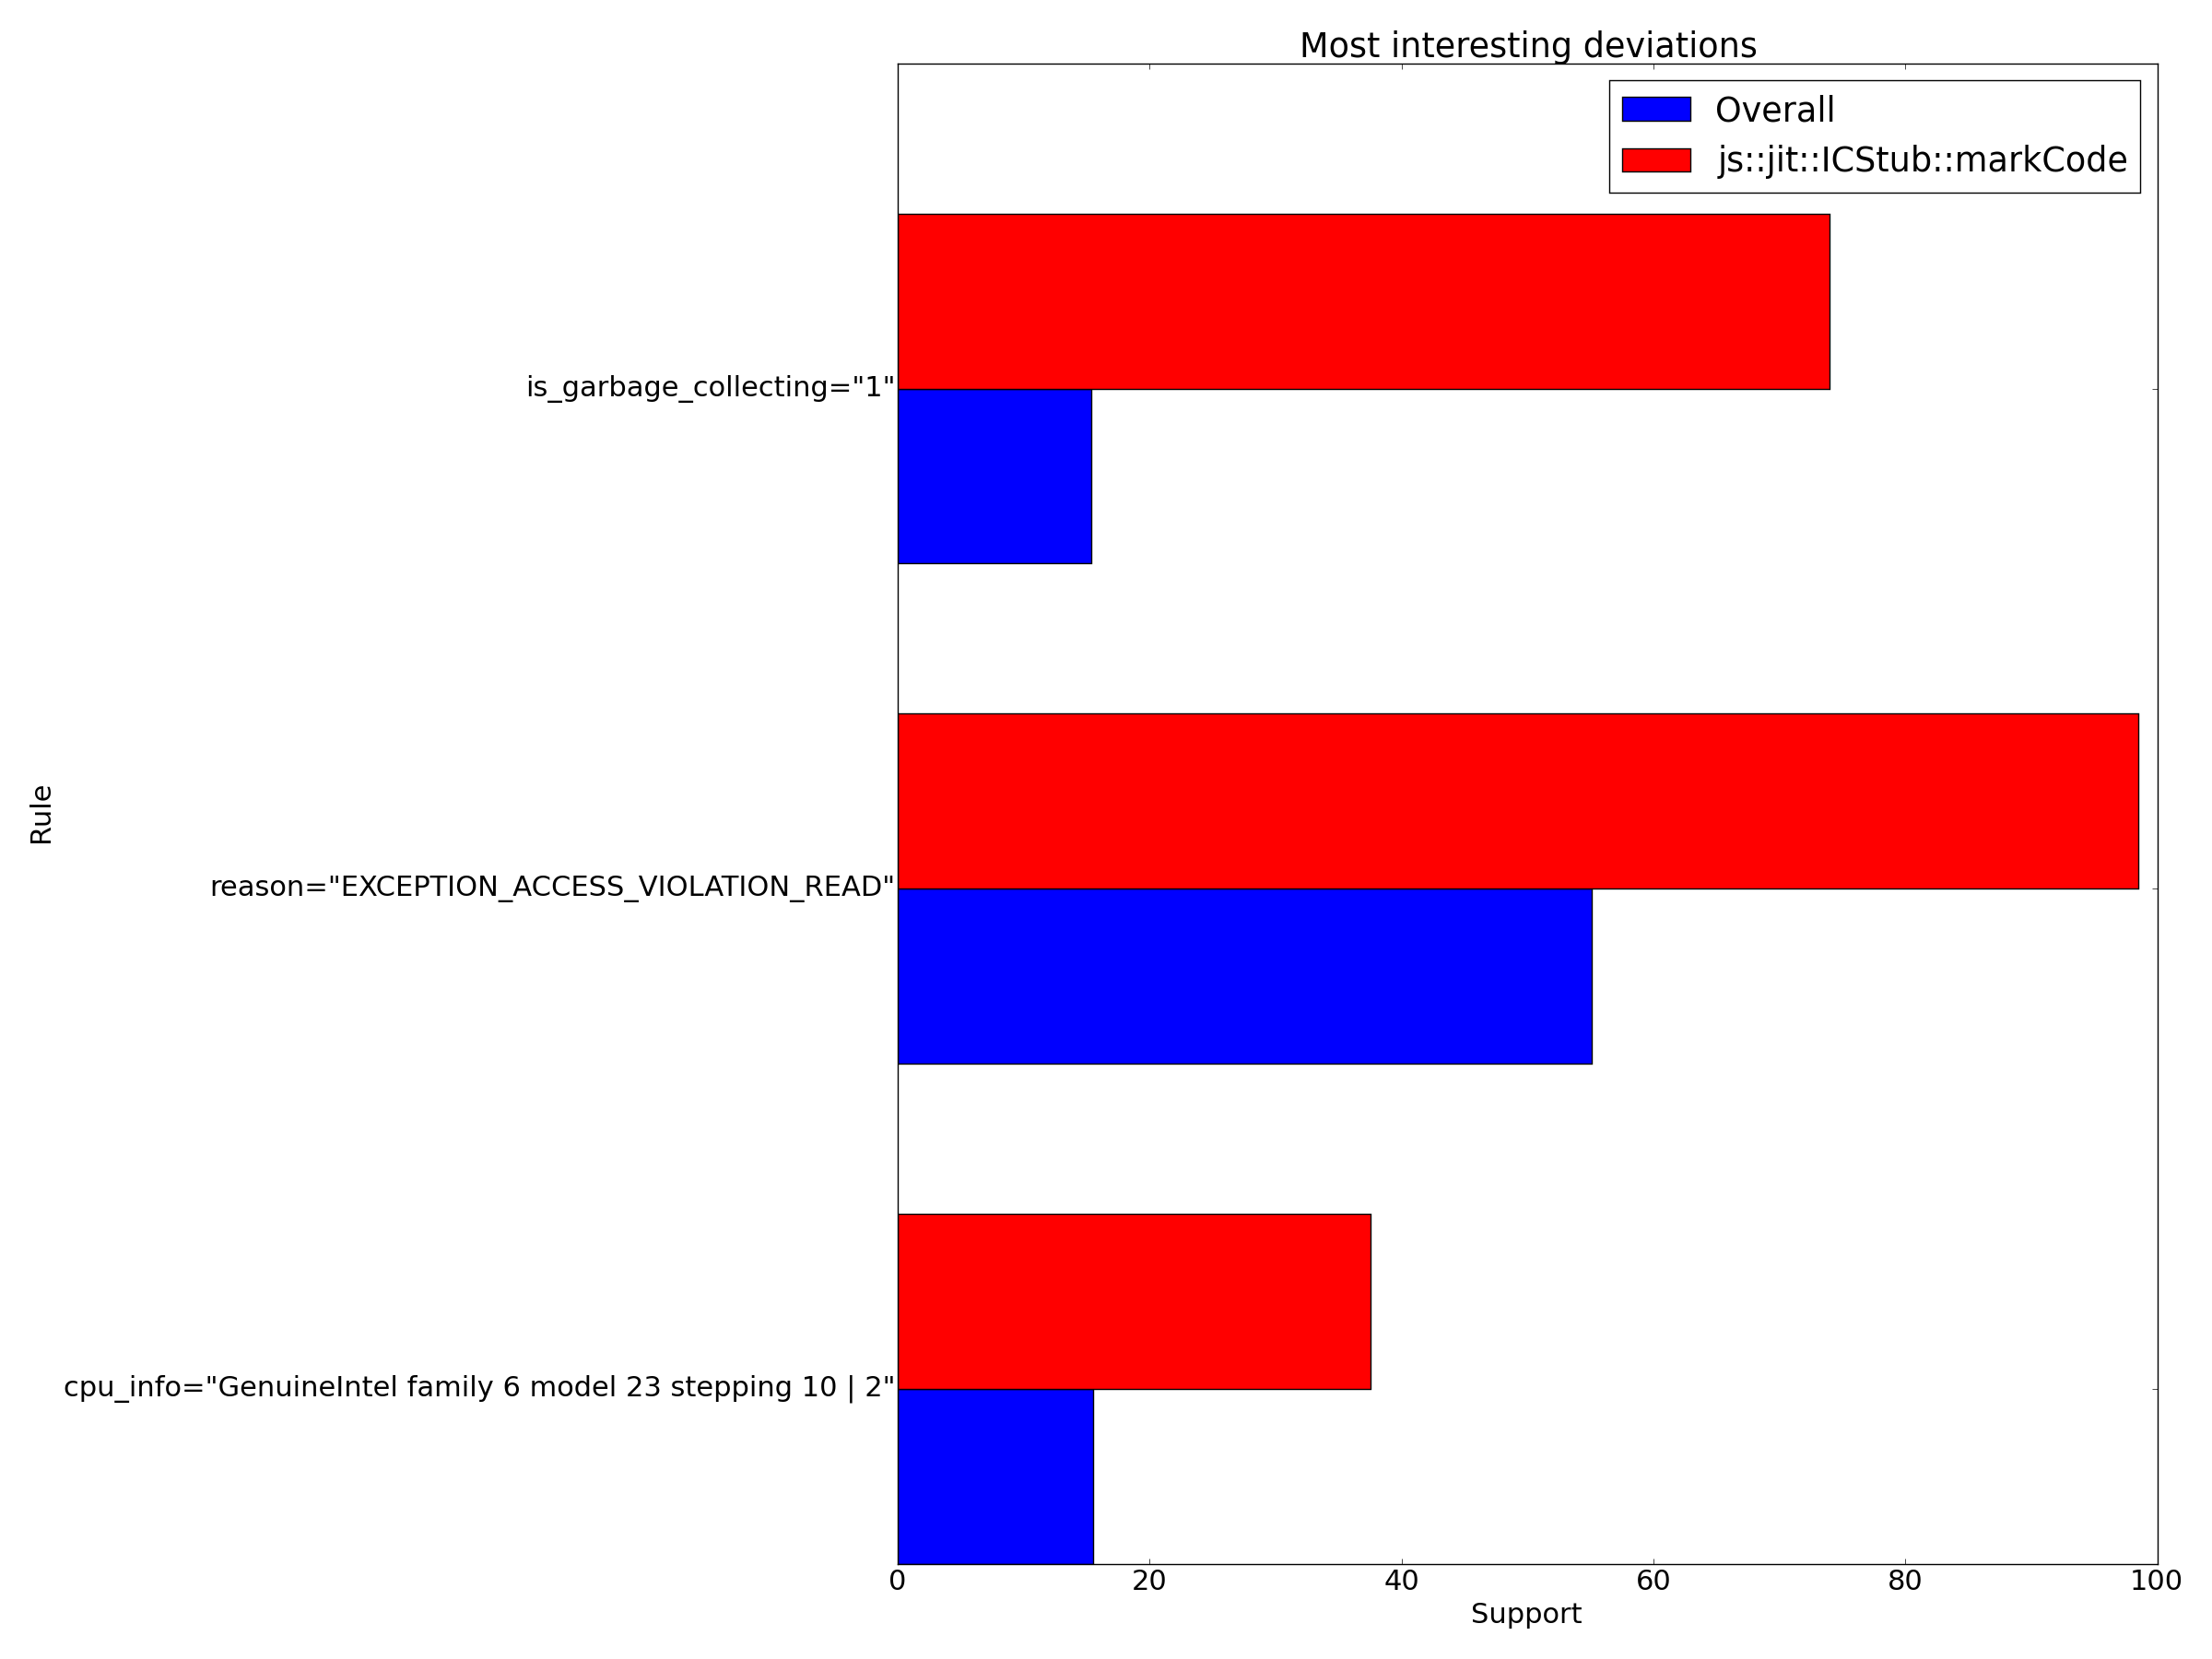 Most interesting deviations
Overall
js::jit::ICStub::markCode
is_garbage_collecting="1"
Rule
reason="EXCEPTION_ACCESS_VIOLATION_READ"
cpu_info="GenuineIntel family 6 model 23 stepping 10 | 2"
0 20 40 60 80 100
Support